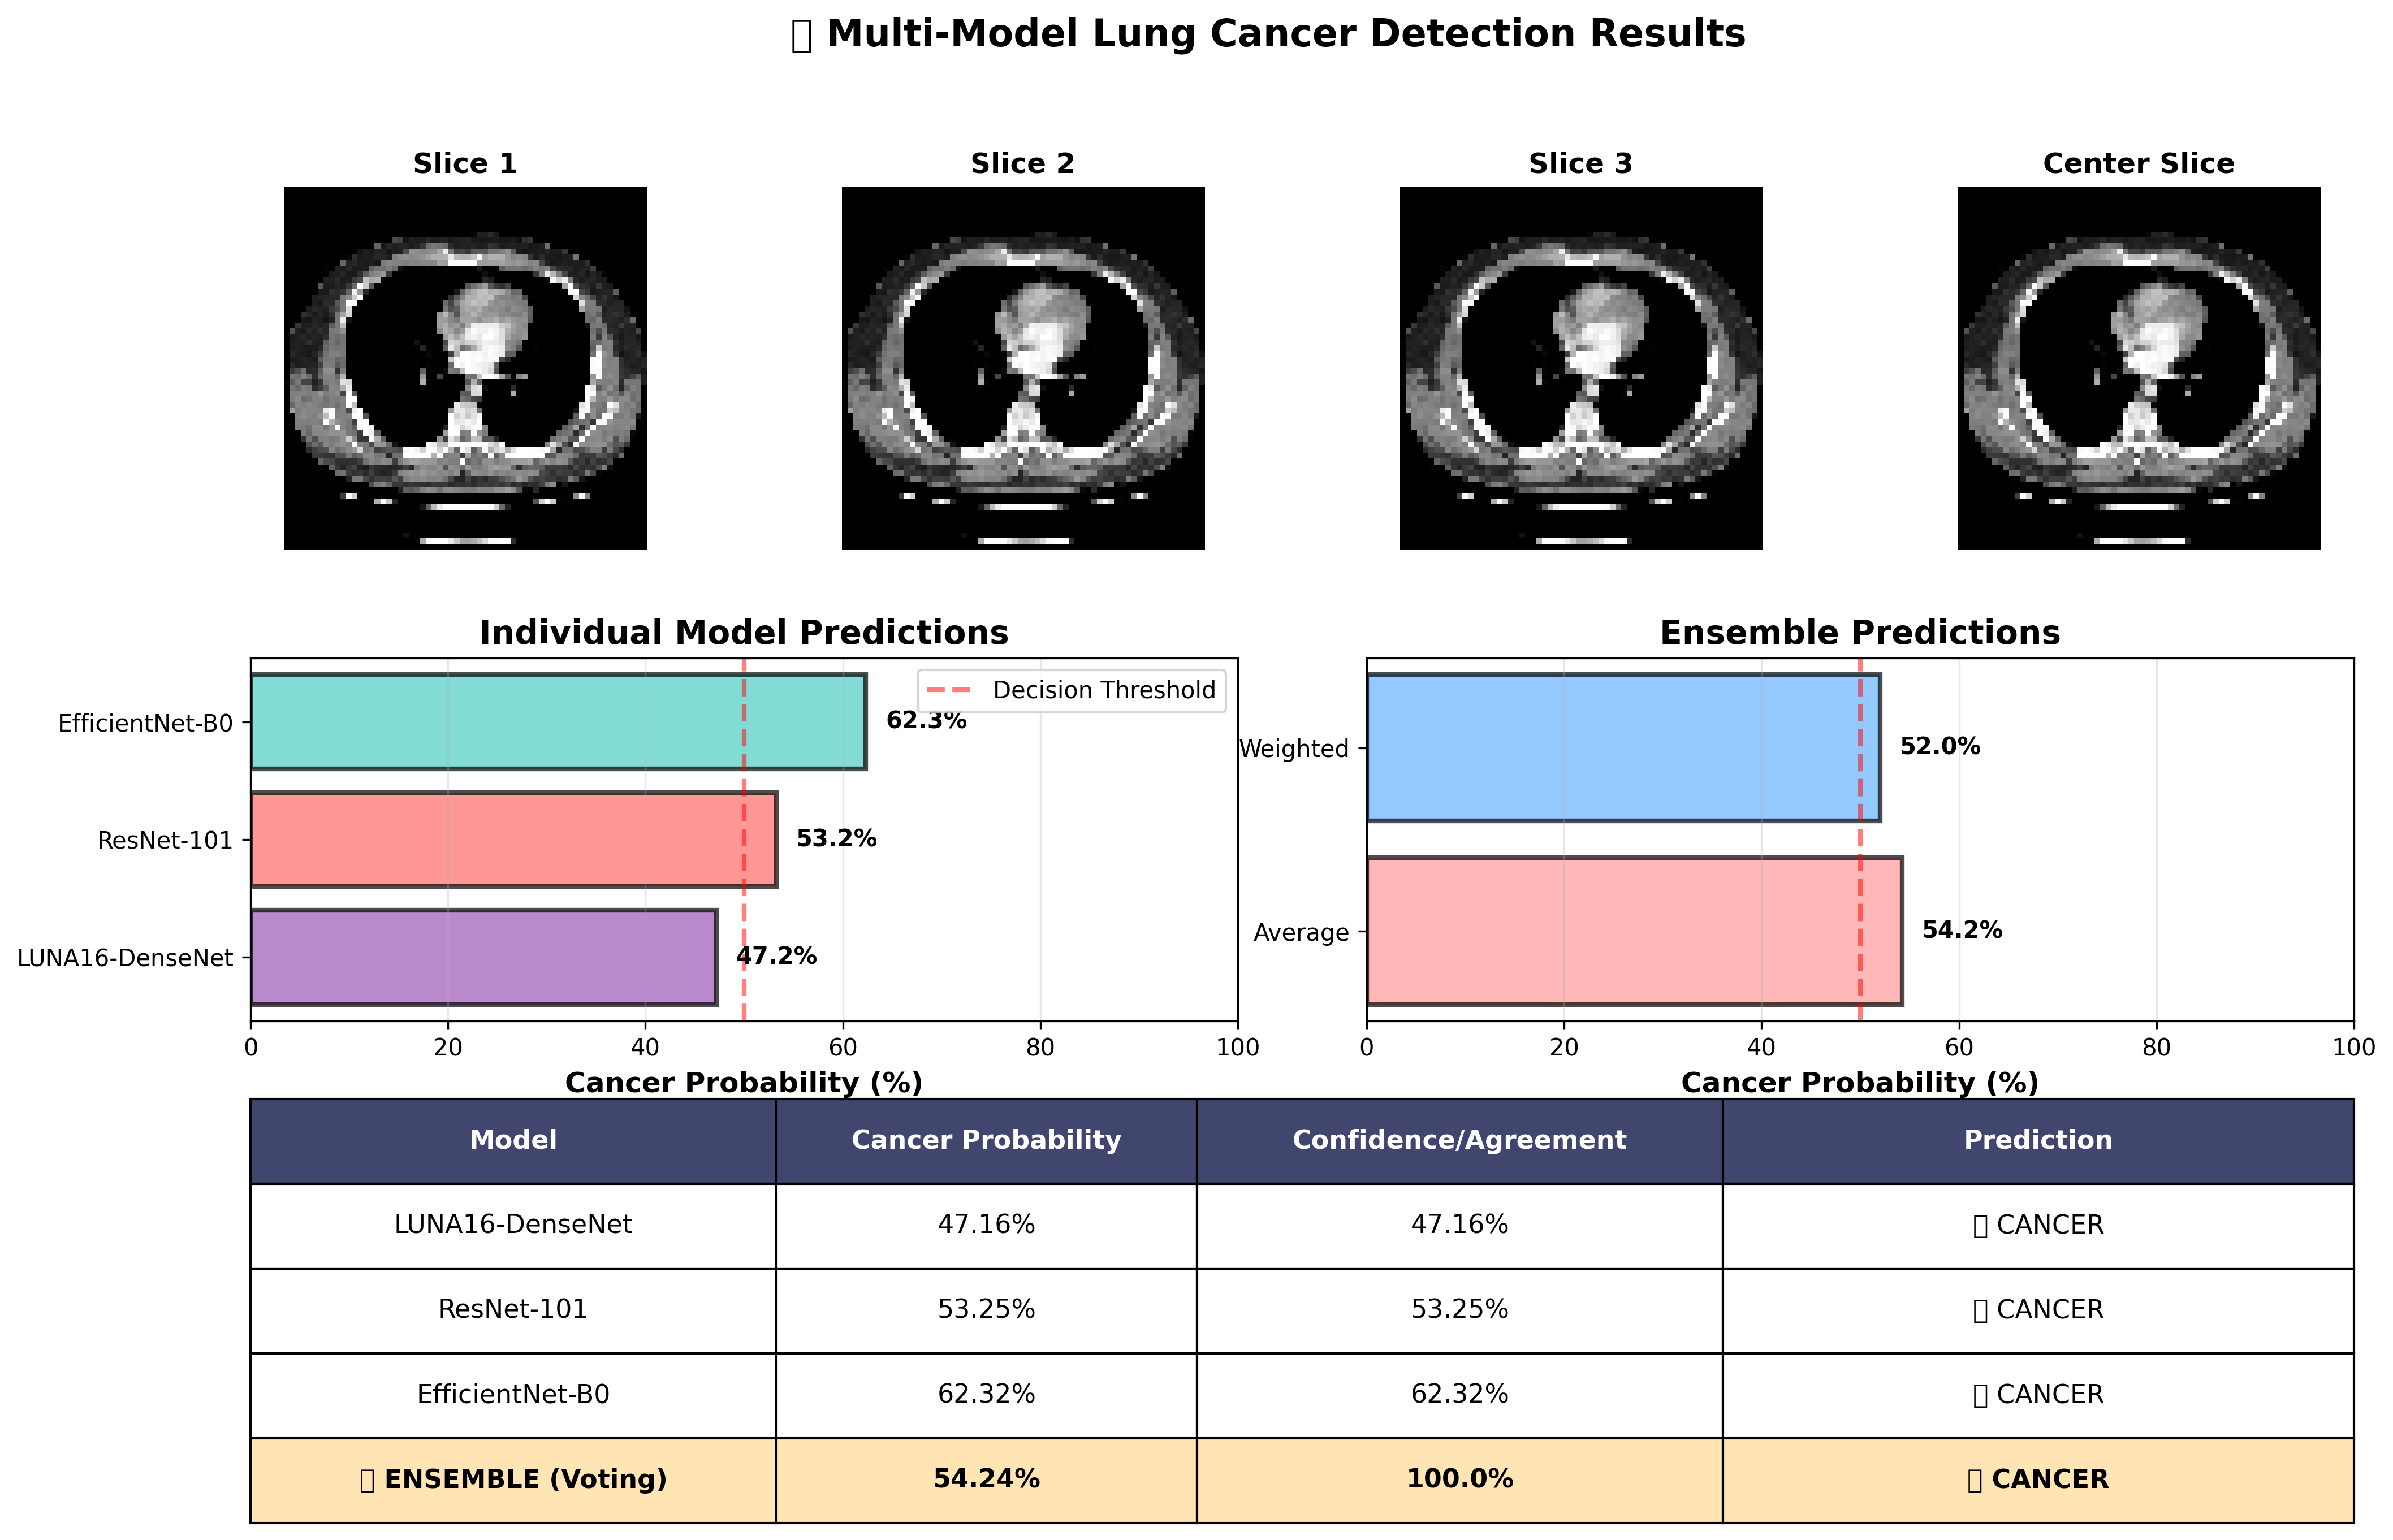 Multi-Model Lung Cancer Detection Results
Slice 1
Slice 2
Slice 3
Center Slice
Individual Model Predictions
Decision Threshold
EfficientNet-B0
62.3%
ResNet-101
53.2%
LUNA16-DenseNet
47.2%
0 20 40 60 80 100
Cancer Probability (%)
Ensemble Predictions
Weighted
52.0%
Average
54.2%
0 20 40 60 80 100
Cancer Probability (%)
Model Cancer Probability Confidence/Agreement Prediction
LUNA16-DenseNet 47.16% 47.16% CANCER
ResNet-101 53.25% 53.25% CANCER
EfficientNet-B0 62.32% 62.32% CANCER
ENSEMBLE (Voting) 54.24% 100.0% CANCER